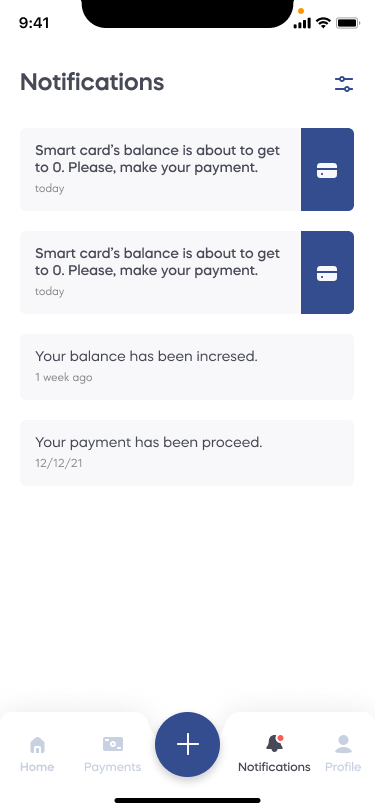 9:41
Notifications
Smart card's balance is about to get
to 0. Please, make your payment.
today
Smart card's balance is about to get
to 0. Please, make your payment.
today
Your balance has been incresed.
1 week ago
Your payment has been proceed.
12/12/21
Home
Payments
Notifications
Profile